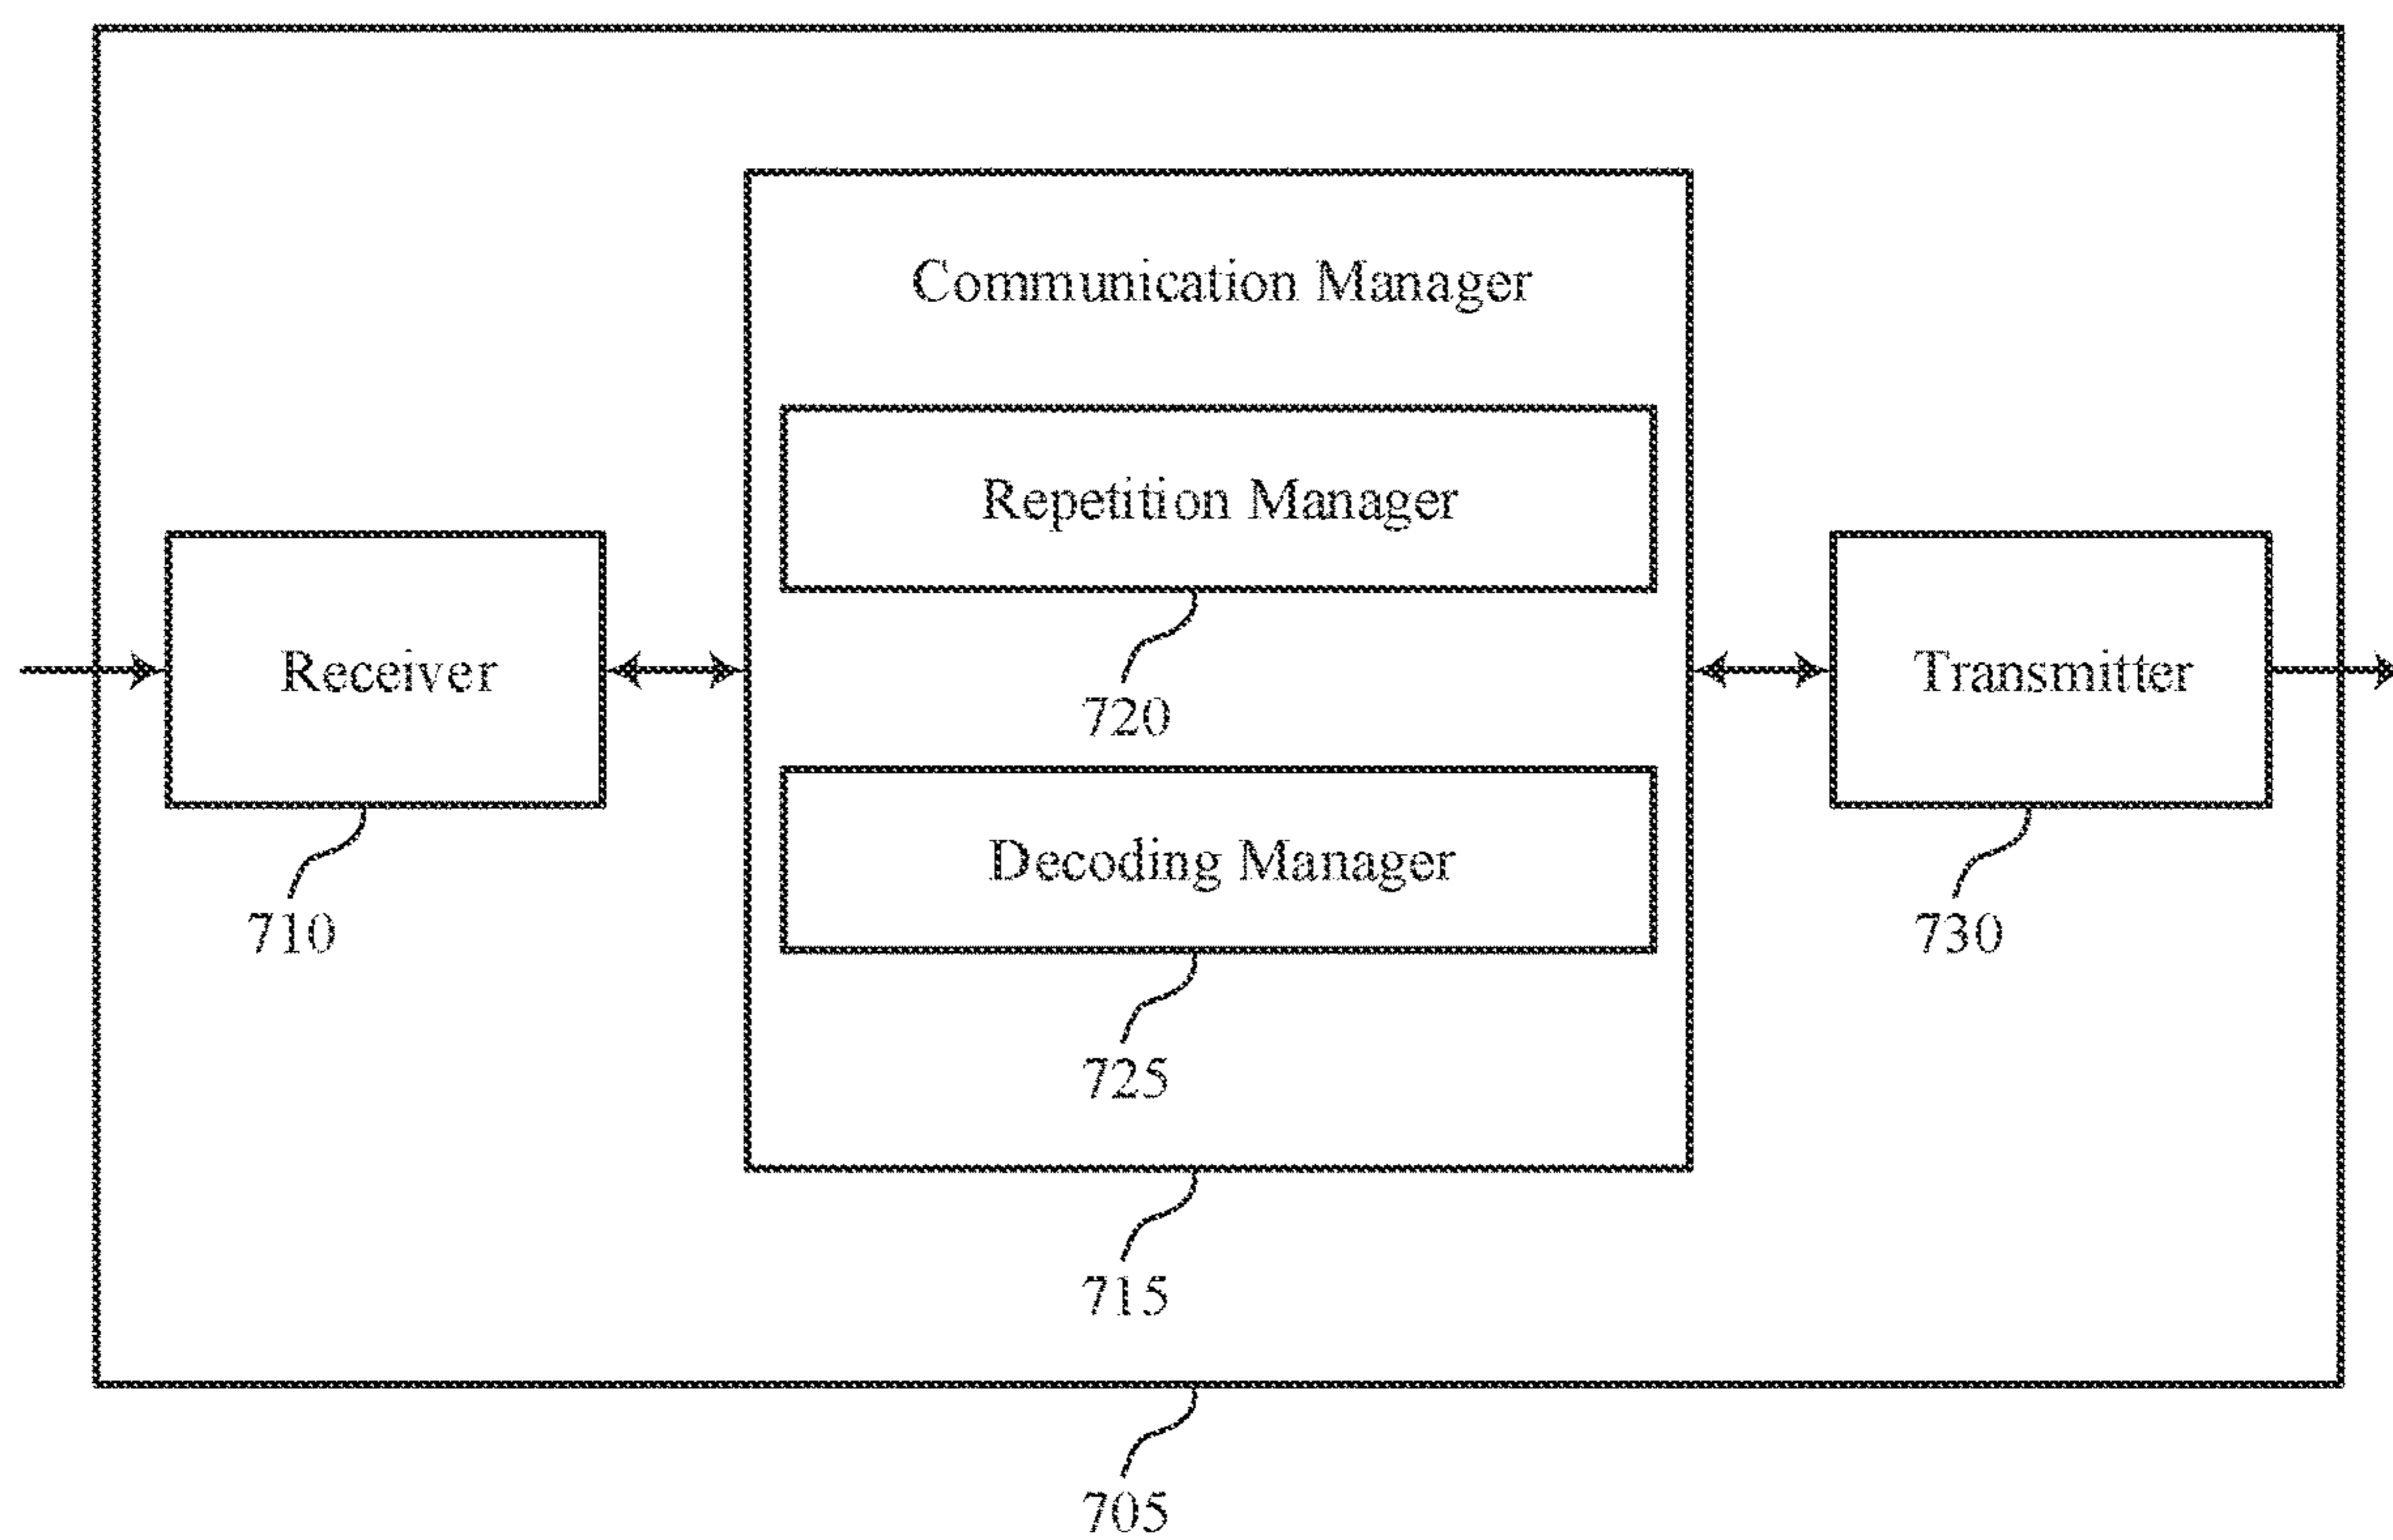 Communication Manager
Repetition Manager
Receiver
Transmitter
720
Decoding Manager
710
730
725
715
705